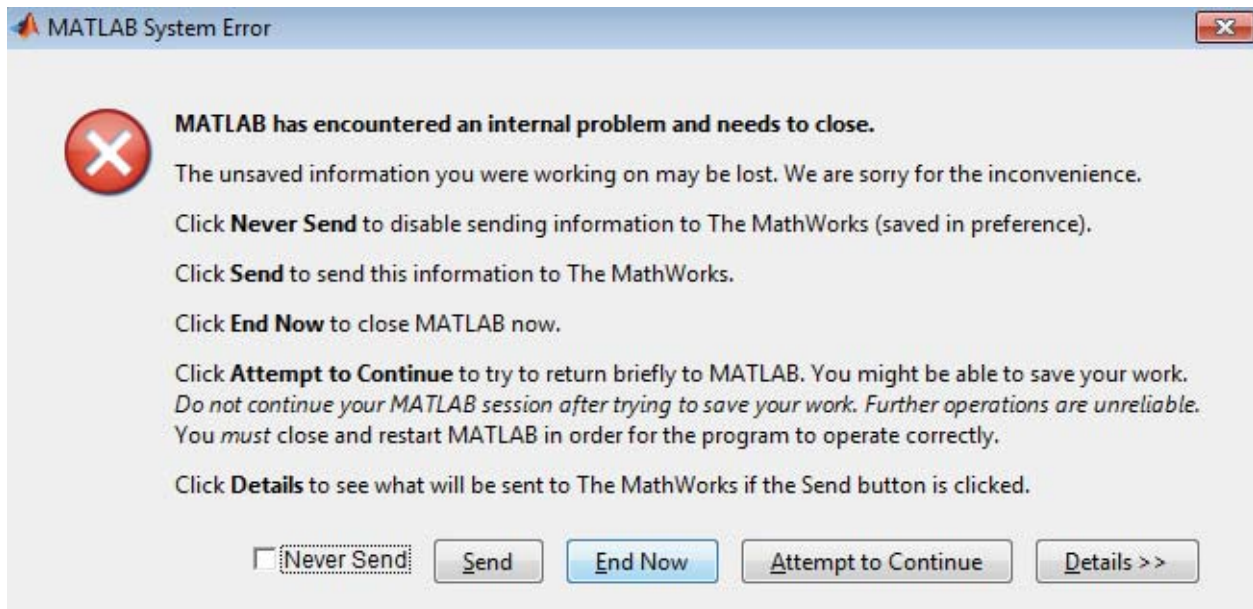 MATLAB System Error
MATLAB has encountered an internal problem and needs to close.
The unsaved information you were working on may be lost. We are sorry for the inconvenience.
Click Never Send to disable sending information to The MathWorks (saved in preference).
Click Send to send this information to The MathWorks.
Click End Now to close MATLAB now.
Click Attempt to Continue to try to return briefly to MATLAB. You might be able to save your work.
Do not continue your MATLAB session after trying to save your work. Further operations are unreliable.
You must close and restart MATLAB in order for the program to operate correctly.
Click Details to see what will be sent to The MathWorks if the Send button is clicked.
Never Send Send End Now Attempt to Continue Details >>